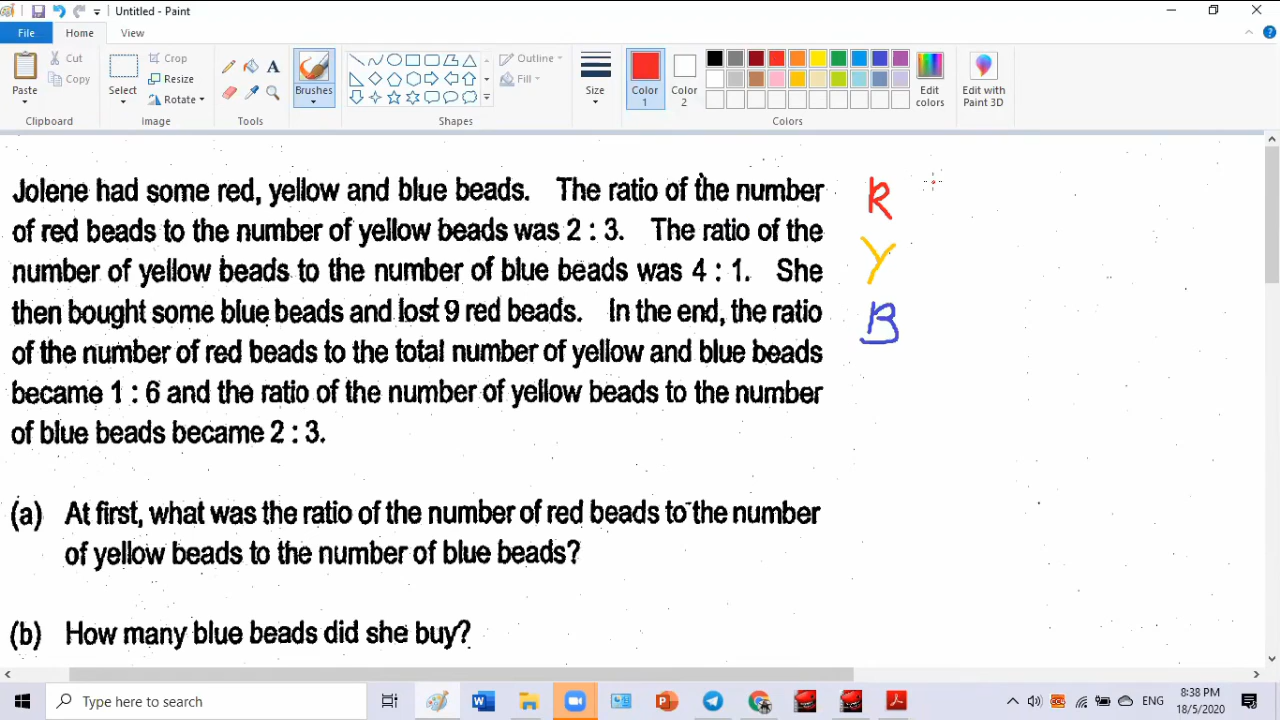 Untitled - Paint
File
Home
View
Paste
Cut
Copy
Clipboard
Select
Crop
Resize
Rotate
Image
Tools
Brushes
Shapes
Outline
Fill
Size
Color 1
Color 2
Edit colors
Colors
Edit with Paint 3D
Jolene had some red, yellow and blue beads. The ratio of the number
of red beads to the number of yellow beads was 2 : 3. The ratio of the
number of yellow beads to the number of blue beads was 4 : 1. She
then bought some blue beads and lost 9 red beads. In the end, the ratio
of the number of red beads to the total number of yellow and blue beads
became 1 : 6 and the ratio of the number of yellow beads to the number
of blue beads became 2 : 3.
R
Y
B
(a) At first, what was the ratio of the number of red beads to the number
of yellow beads to the number of blue beads?
(b) How many blue beads did she buy?
Type here to search
ENG
8:38 PM
18/5/2020